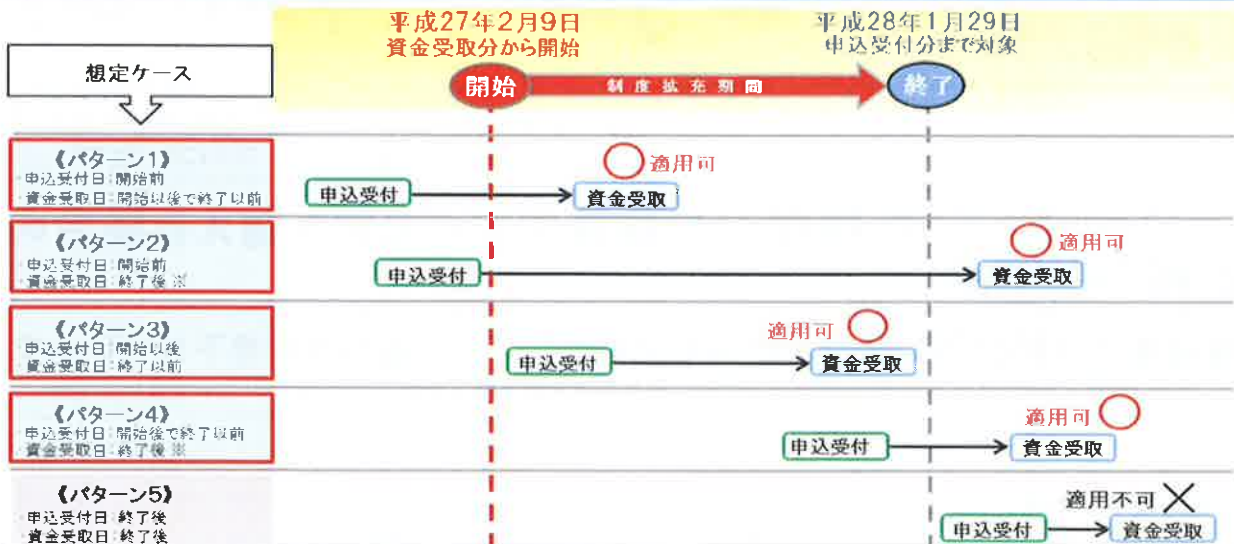 平成27年2月9日
資金受取分から開始
平成28年1月29日
申込受付分まで対象
想定ケース
開始
制度拡充期間
終了
《パターン1》
・申込受付日:開始前
・資金受取日:開始以後で終了以前
申込受付
資金受取
適用可
《パターン2》
・申込受付日:開始前
・資金受取日:終了後 ※
申込受付
資金受取
適用可
《パターン3》
申込受付日:開始以後
・資金受取日:終了以前
申込受付
資金受取
適用可
《パターン4》
申込受付日:開始後で終了以前
資金受取日:終了後 ※
申込受付
資金受取
適用可
《パターン5》
・申込受付日:終了後
・資金受取日:終了後
申込受付
資金受取
適用不可